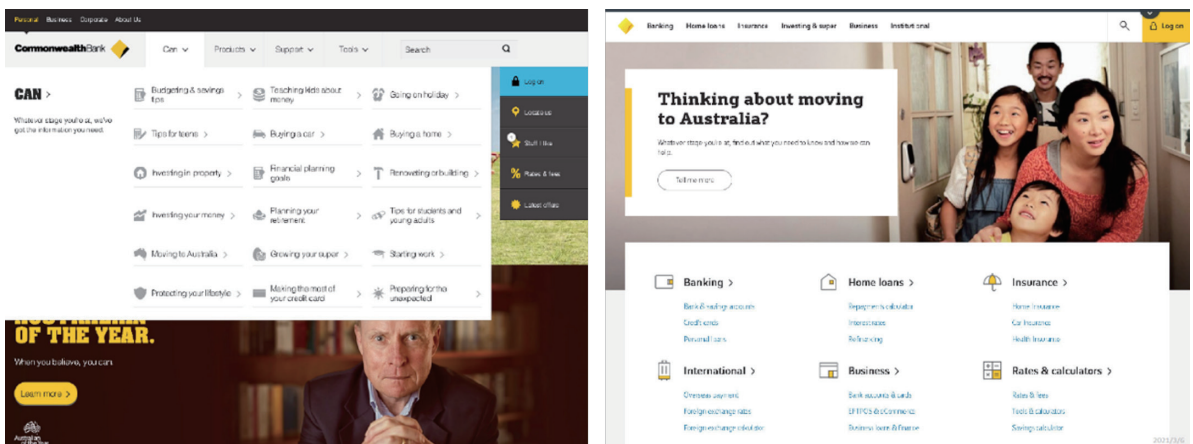 Personal Business Corporate About Us
CommonwealthBank Can Products Support Tools Search
CAN >
Whatever stage you're at, we've
got the information you need.
Budgeting & savings
tips >
Teaching kids about
money >
Going on holiday >
Tips for teens >
Buying a car >
Buying a home >
Investing in property >
Financial planning
goals >
Renovating or building >
Investing your money >
Planning your
retirement >
Tips for students and
young adults >
Moving to Australia >
Growing your super >
Starting work >
Protecting your lifestyle >
Making the most of
your credit card >
Preparing for the
unexpected >
Log on
Locate us
Stuff I like
Rates & fees
Latest offers
OF THE YEAR.
When you believe, you can.
Learn more >
Australian
of the Year
Banking Home loans Insurance Investing & super Business Institutional Log on
Thinking about moving
to Australia?
Whatever stage you're at, find out what you need to know and how we can
help.
Tell me more
Banking >
Bank & savings accounts
Credit cards
Personal loans
Home loans >
Repayments calculator
Interest rates
Refinancing
Insurance >
Home Insurance
Car Insurance
Health Insurance
International >
Overseas payment
Foreign exchange rates
Foreign exchange calculator
Business >
Bank accounts & cards
EFTPOS & eCommerce
Business loans & finance
Rates & calculators >
Rates & fees
Tools & calculators
Savings calculator